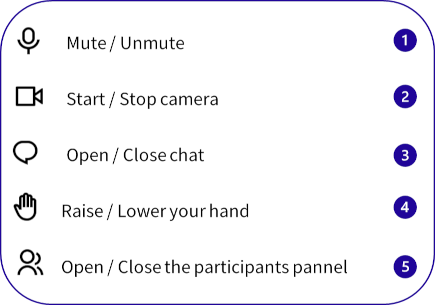 Mute / Unmute 1
Start / Stop camera 2
Open / Close chat 3
Raise / Lower your hand 4
Open / Close the participants pannel 5